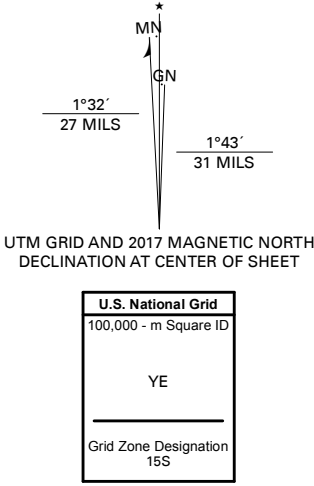 ★
MN
GN
1°32´
27 MILS
1°43´
31 MILS
UTM GRID AND 2017 MAGNETIC NORTH
DECLINATION AT CENTER OF SHEET
U.S. National Grid
100,000 - m Square ID
YE
Grid Zone Designation
15S